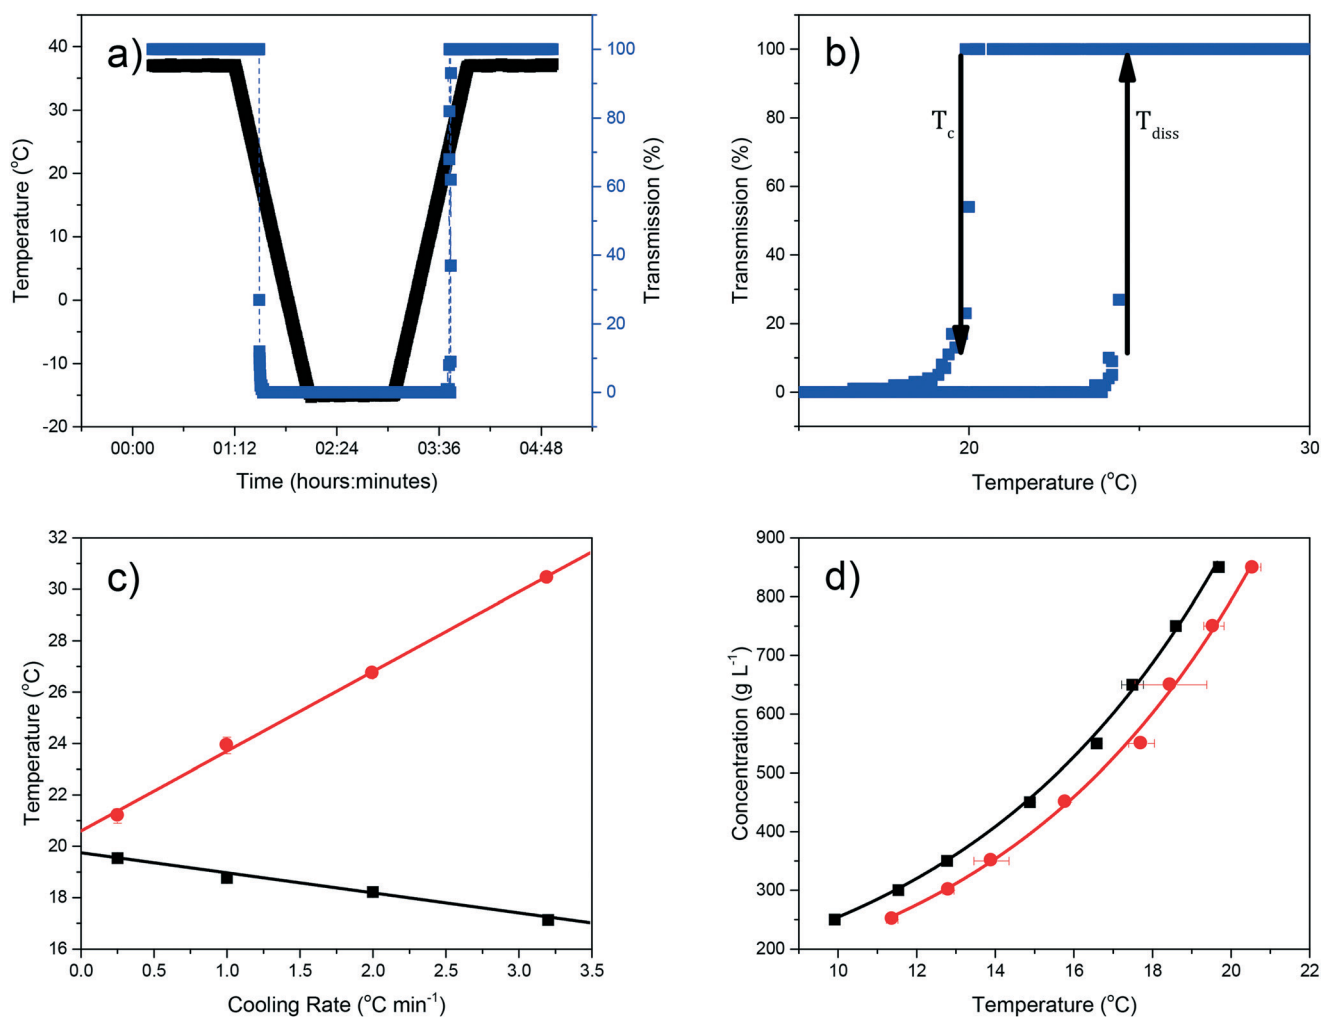 a)
40
30
20
10
0
-10
-20
Temperature (°C)
100
80
60
40
20
0
Transmission (%)
00:00 01:12 02:24 03:36 04:48
Time (hours:minutes)
b)
100
80
60
40
20
0
Transmission (%)
Tc
Tdiss
20 30
Temperature (°C)
c)
32
30
28
26
24
22
20
18
16
Temperature (°C)
0.0 0.5 1.0 1.5 2.0 2.5 3.0 3.5
Cooling Rate (°C min⁻¹)
d)
900
800
700
600
500
400
300
200
Concentration (g L⁻¹)
10 12 14 16 18 20 22
Temperature (°C)